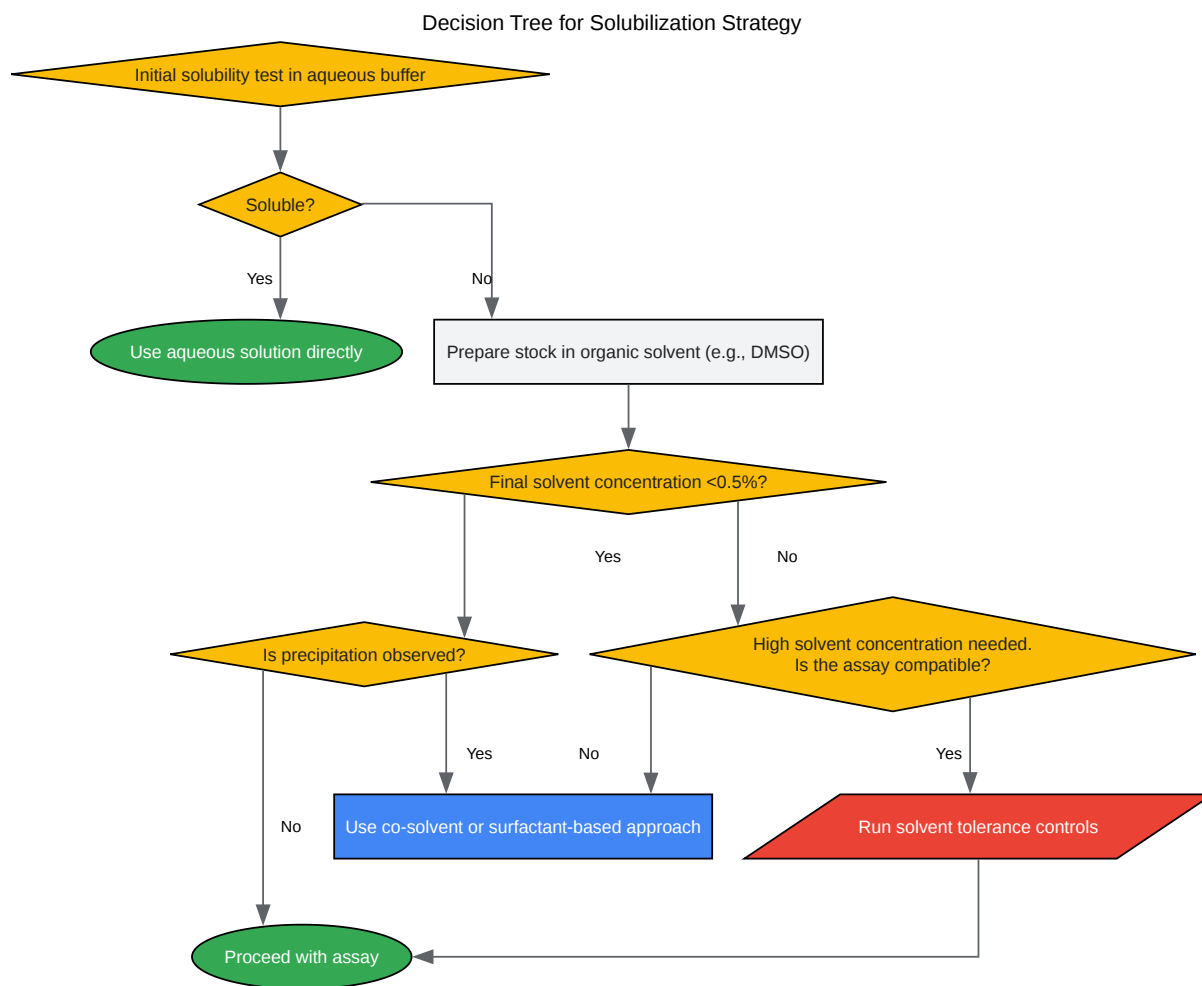 Decision Tree for Solubilization Strategy
Initial solubility test in aqueous buffer
Soluble?
Yes
No
Use aqueous solution directly
Prepare stock in organic solvent (e.g., DMSO)
Final solvent concentration <0.5%?
Yes
No
Is precipitation observed?
High solvent concentration needed.
Is the assay compatible?
Yes
No
Yes
No
Use co-solvent or surfactant-based approach
Run solvent tolerance controls
Proceed with assay